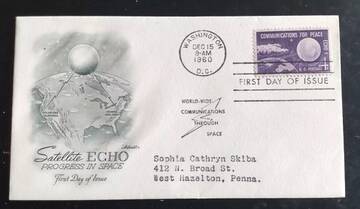 WASHINGTON
DEC 15
9-AM
1960
D.C.
COMMUNICATIONS FOR PEACE
FIRST DAY OF ISSUE
WORLD-WIDE
COMMUNICATIONS
THROUGH
SPACE
Satellite ECHO
PROGRESS IN SPACE
First Day of Issue
Sophia Cathryn Skiba
412 N. Broad St.
West Hazelton, Penna.